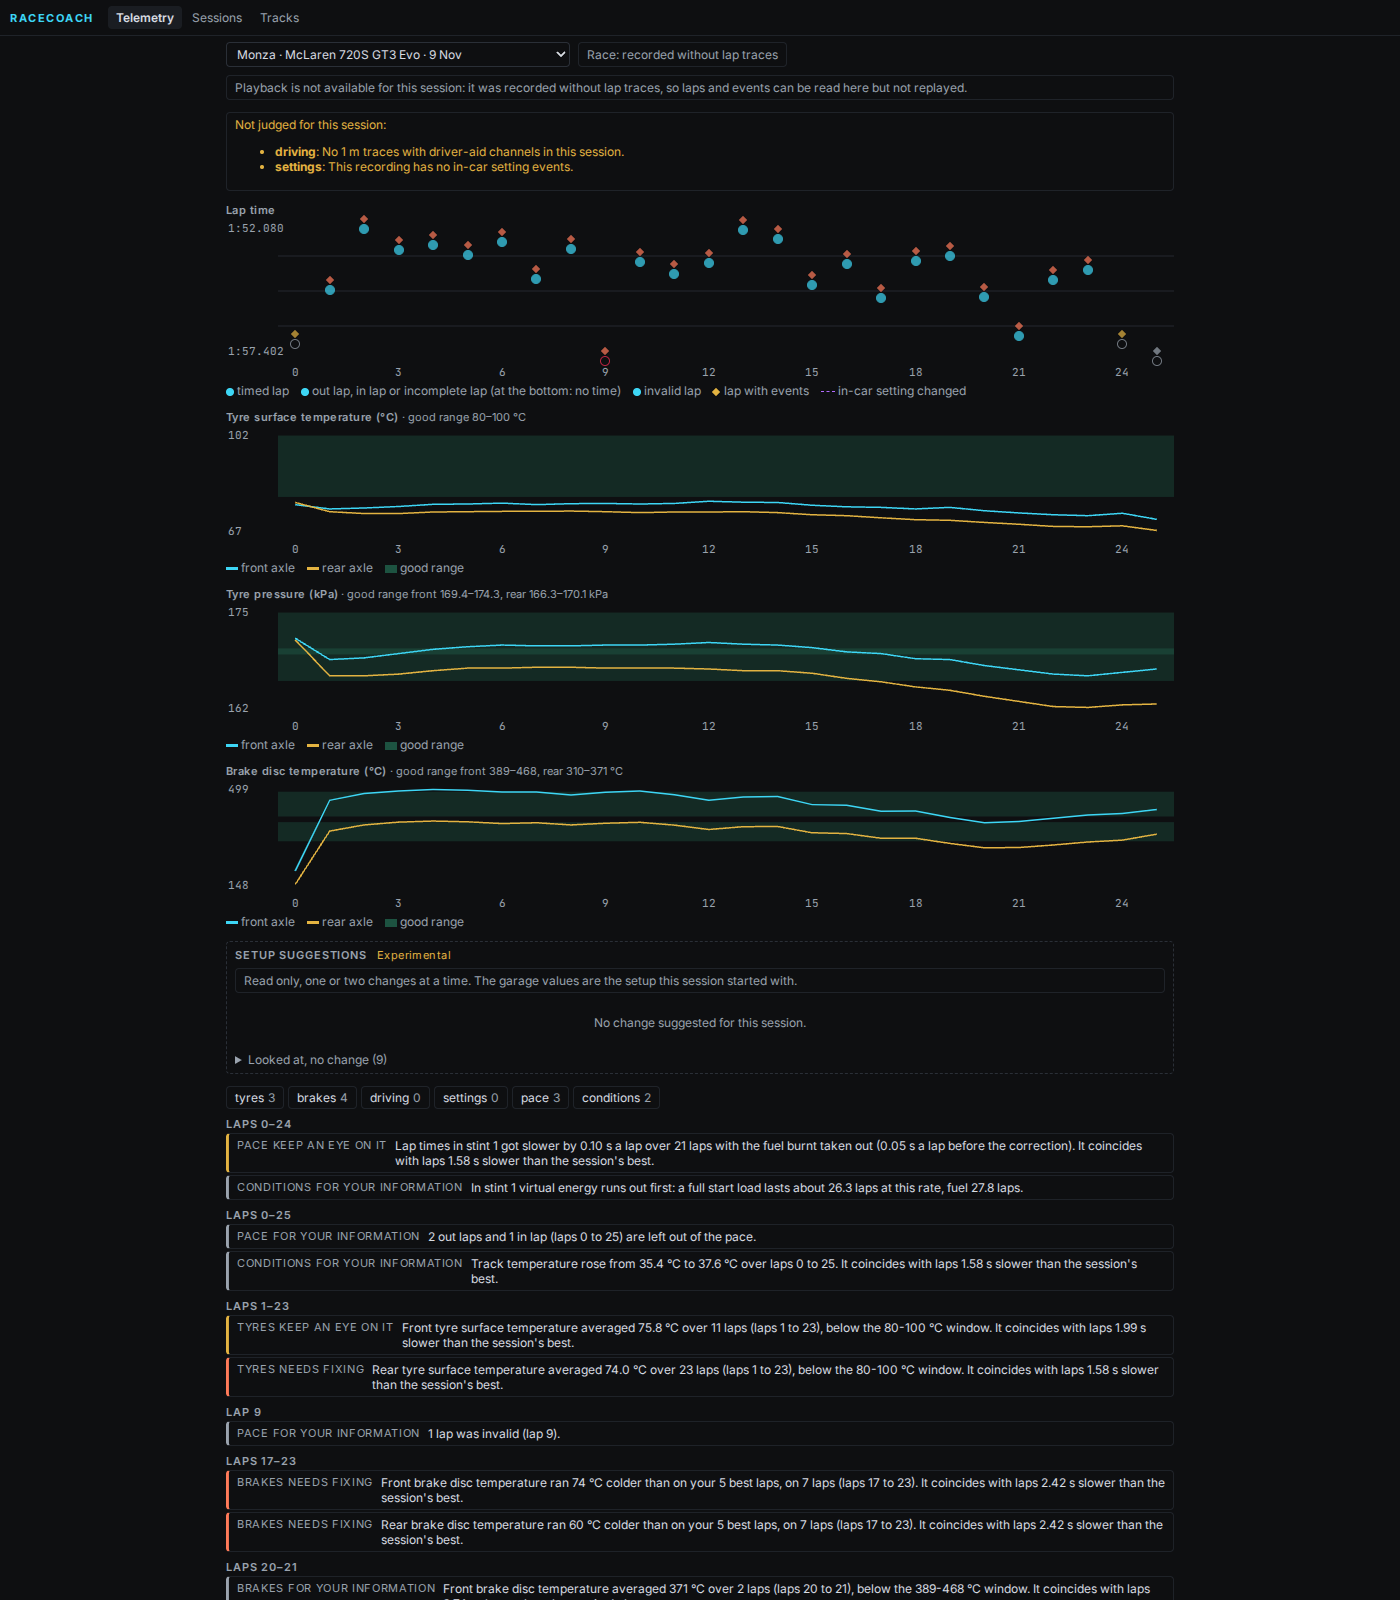 RACECOACH Telemetry Sessions Tracks
Monza · McLaren 720S GT3 Evo · 9 Nov Race: recorded without lap traces
Playback is not available for this session: it was recorded without lap traces, so laps and events can be read here but not replayed.
Not judged for this session:
• driving: No 1 m traces with driver-aid channels in this session.
• settings: This recording has no in-car setting events.
Lap time
1:52.080
1:57.402
0 3 6 9 12 15 18 21 24
timed lap out lap, in lap or incomplete lap (at the bottom: no time) invalid lap lap with events in-car setting changed
Tyre surface temperature (°C) · good range 80–100 °C
102
67
0 3 6 9 12 15 18 21 24
front axle rear axle good range
Tyre pressure (kPa) · good range front 169.4–174.3, rear 166.3–170.1 kPa
175
162
0 3 6 9 12 15 18 21 24
front axle rear axle good range
Brake disc temperature (°C) · good range front 389–468, rear 310–371 °C
499
148
0 3 6 9 12 15 18 21 24
front axle rear axle good range
SETUP SUGGESTIONS Experimental
Read only, one or two changes at a time. The garage values are the setup this session started with.
No change suggested for this session.
Looked at, no change (9)
tyres 3 brakes 4 driving 0 settings 0 pace 3 conditions 2
LAPS 0–24
PACE KEEP AN EYE ON IT Lap times in stint 1 got slower by 0.10 s a lap over 21 laps with the fuel burnt taken out (0.05 s a lap before the correction). It coincides
with laps 1.58 s slower than the session's best.
CONDITIONS FOR YOUR INFORMATION In stint 1 virtual energy runs out first: a full start load lasts about 26.3 laps at this rate, fuel 27.8 laps.
LAPS 0–25
PACE FOR YOUR INFORMATION 2 out laps and 1 in lap (laps 0 to 25) are left out of the pace.
CONDITIONS FOR YOUR INFORMATION Track temperature rose from 35.4 °C to 37.6 °C over laps 0 to 25. It coincides with laps 1.58 s slower than the session's
best.
LAPS 1–23
TYRES KEEP AN EYE ON IT Front tyre surface temperature averaged 75.8 °C over 11 laps (laps 1 to 23), below the 80-100 °C window. It coincides with laps 1.99 s
slower than the session's best.
TYRES NEEDS FIXING Rear tyre surface temperature averaged 74.0 °C over 23 laps (laps 1 to 23), below the 80-100 °C window. It coincides with laps 1.58 s slower
than the session's best.
LAP 9
PACE FOR YOUR INFORMATION 1 lap was invalid (lap 9).
LAPS 17–23
BRAKES NEEDS FIXING Front brake disc temperature ran 74 °C colder than on your 5 best laps, on 7 laps (laps 17 to 23). It coincides with laps 2.42 s slower than the
session's best.
BRAKES NEEDS FIXING Rear brake disc temperature ran 60 °C colder than on your 5 best laps, on 7 laps (laps 17 to 23). It coincides with laps 2.42 s slower than the
session's best.
LAPS 20–21
BRAKES FOR YOUR INFORMATION Front brake disc temperature averaged 371 °C over 2 laps (laps 20 to 21), below the 389-468 °C window. It coincides with laps